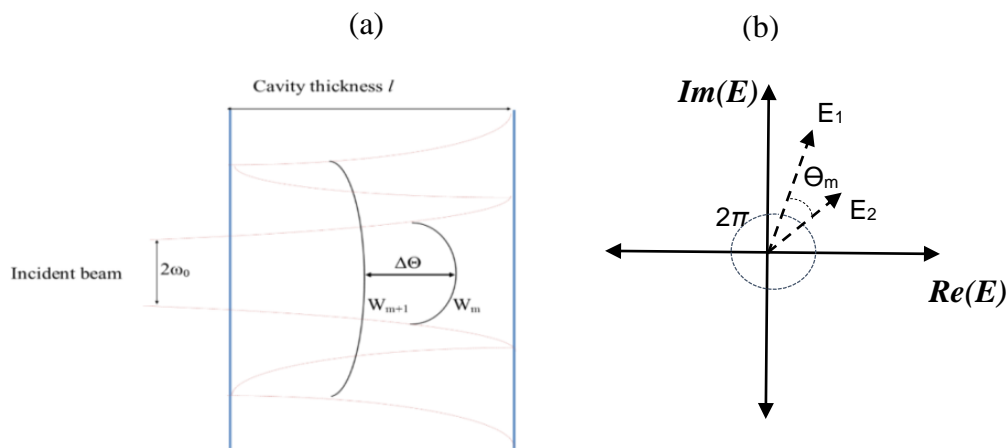 (a)
Cavity thickness l
Incident beam
2ω₀
ΔΘ
Wₘ₊₁
Wₘ
(b)
Im(E)
E₁
Θₘ
E₂
2π
Re(E)